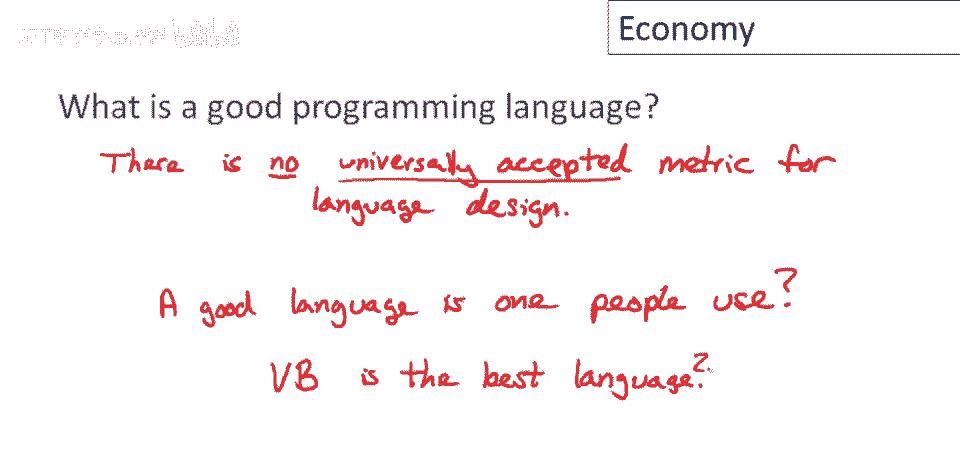 Economy
What is a good programming language?
There is no universally accepted metric for
language design.
A good language is one people use?
VB is the best language?